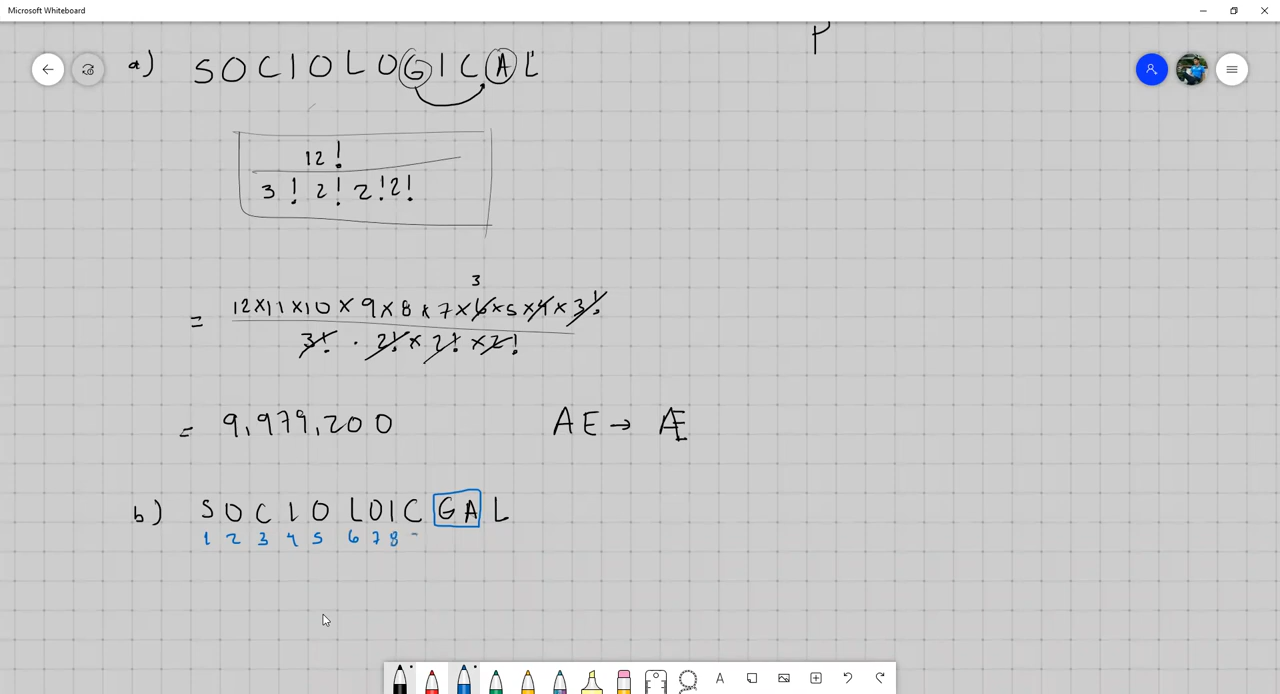 Microsoft Whiteboard
P
a) SOCIOLOGICAL
12!
3! 2! 2! 2!
3
= 12×11×10×9×8×7×6×5×4×3!
3! · 2! × 2! × 2!
= 9,979,200 AE → Æ
b) SOCIOLOICGAL
1 2 3 4 5 6 7 8
A